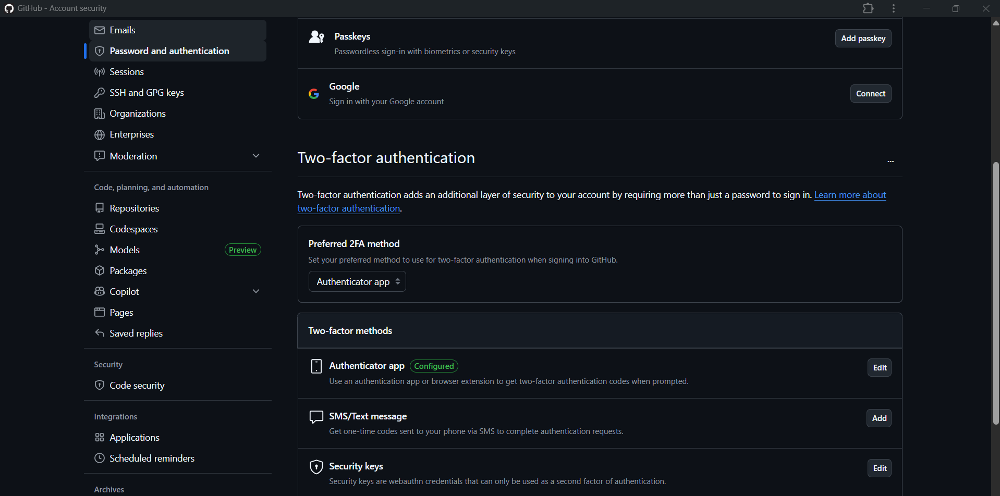 GitHub - Account security
Emails
Password and authentication
Sessions
SSH and GPG keys
Organizations
Enterprises
Moderation
Code, planning, and automation
Repositories
Codespaces
Models
Preview
Packages
Copilot
Pages
Saved replies
Security
Code security
Integrations
Applications
Scheduled reminders
Archives
Passkeys
Passwordless sign-in with biometrics or security keys
Add passkey
Google
Sign in with your Google account
Connect
Two-factor authentication
...
Two-factor authentication adds an additional layer of security to your account by requiring more than just a password to sign in. Learn more about
two-factor authentication.
Preferred 2FA method
Set your preferred method to use for two-factor authentication when signing into GitHub.
Authenticator app
Two-factor methods
Authenticator app
Configured
Use an authentication app or browser extension to get two-factor authentication codes when prompted.
Edit
SMS/Text message
Get one-time codes sent to your phone via SMS to complete authentication requests.
Add
Security keys
Security keys are webauthn credentials that can only be used as a second factor of authentication.
Edit